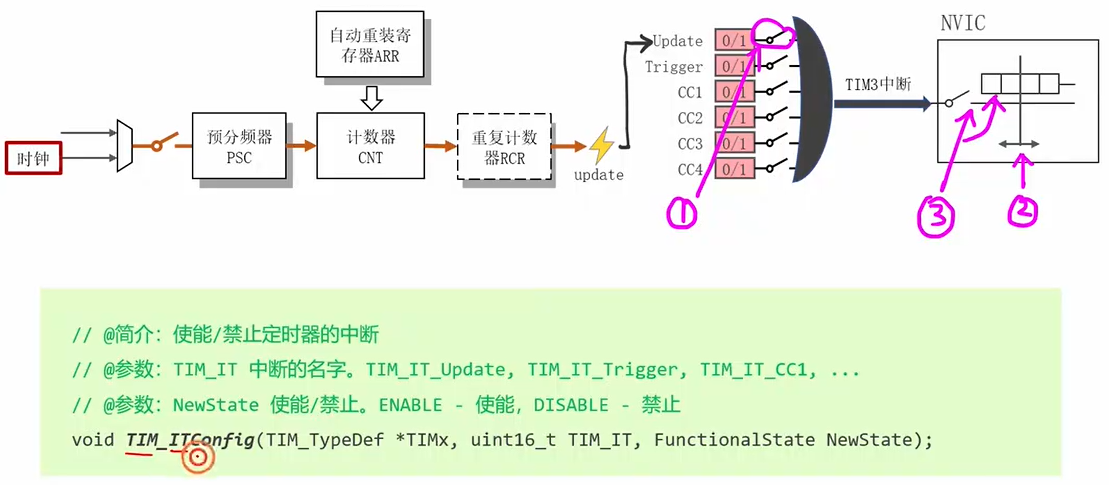 自动重装寄
存器ARR
时钟
预分频器
PSC
计数器
CNT
重复计数
器RCR
update
Update 0/1
Trigger 0/1
CC1 0/1
CC2 0/1
CC3 0/1
CC4 0/1
TIM3中断
NVIC
①
③
②
// @简介: 使能/禁止定时器的中断
// @参数: TIM_IT 中断的名字。TIM_IT_Update, TIM_IT_Trigger, TIM_IT_CC1, ...
// @参数: NewState 使能/禁止。ENABLE - 使能, DISABLE - 禁止
void TIM_ITConfig(TIM_TypeDef *TIMx, uint16_t TIM_IT, FunctionalState NewState);